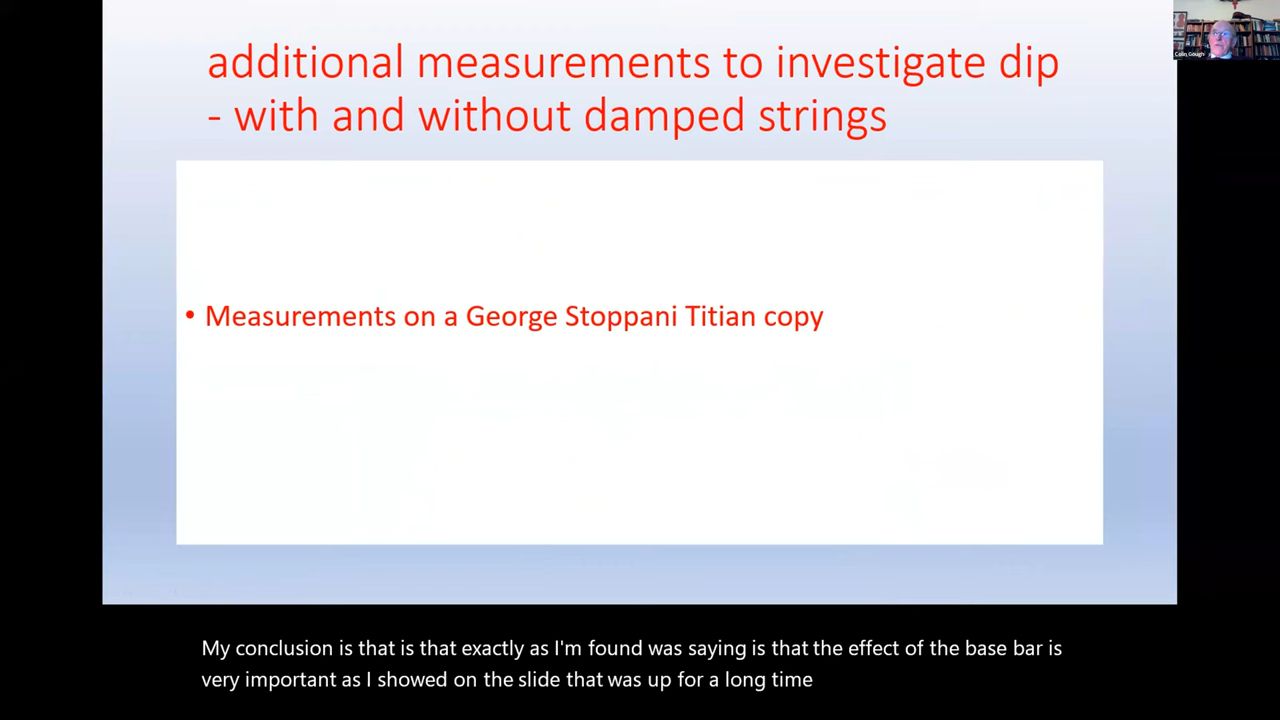 additional measurements to investigate dip
- with and without damped strings
Colin Gough
• Measurements on a George Stoppani Titian copy
My conclusion is that is that exactly as I'm found was saying is that the effect of the base bar is
very important as I showed on the slide that was up for a long time